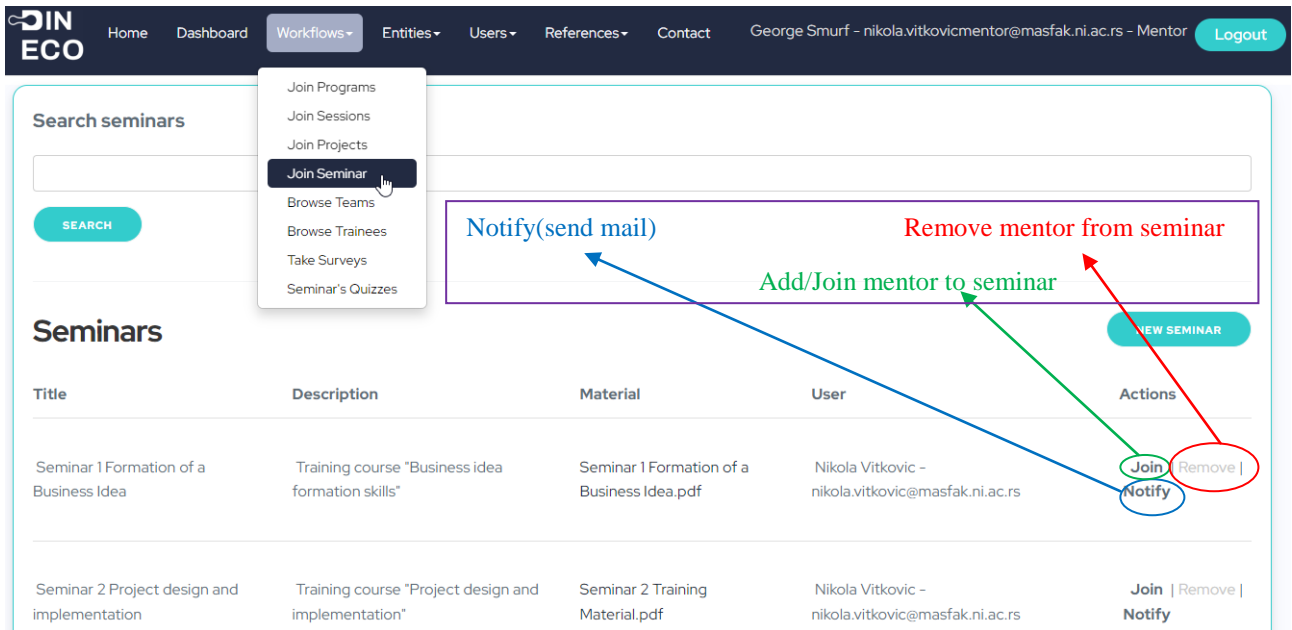 DIN
ECO
Home Dashboard Workflows Entities Users References Contact George Smurf - nikola.vitkovicmentor@masfak.ni.ac.rs - Mentor Logout
Join Programs
Join Sessions
Join Projects
Join Seminar
Browse Teams
Browse Trainees
Take Surveys
Seminar's Quizzes
Search seminars
SEARCH
Notify(send mail) Remove mentor from seminar
Add/Join mentor to seminar
Seminars
NEW SEMINAR
Title Description Material User Actions
Seminar 1 Formation of a Training course "Business idea Seminar 1 Formation of a Nikola Vitkovic - Join | Remove |
Business Idea formation skills" Business Idea.pdf nikola.vitkovic@masfak.ni.ac.rs Notify
Seminar 2 Project design and Training course "Project design and Seminar 2 Training Nikola Vitkovic - Join | Remove |
implementation implementation" Material.pdf nikola.vitkovic@masfak.ni.ac.rs Notify